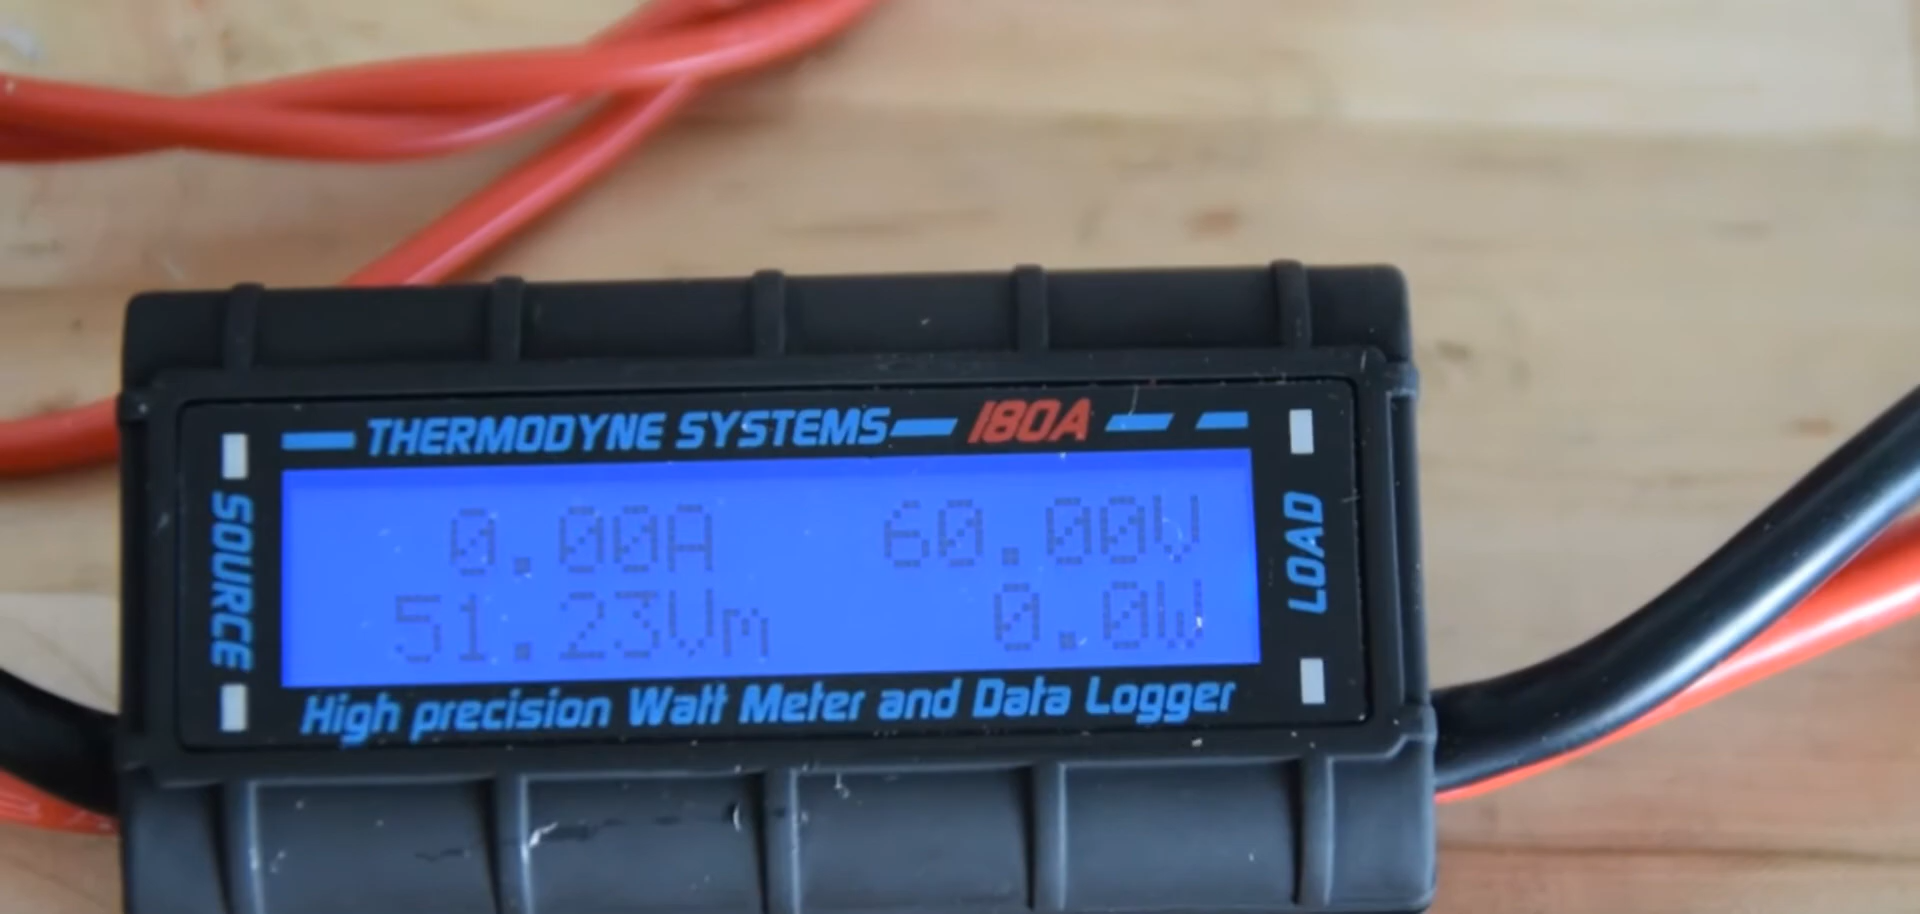 THERMODYNE SYSTEMS 180A
SOURCE
0.00A 60.00V
51.23Vm 0.0W
LOAD
High precision Watt Meter and Data Logger